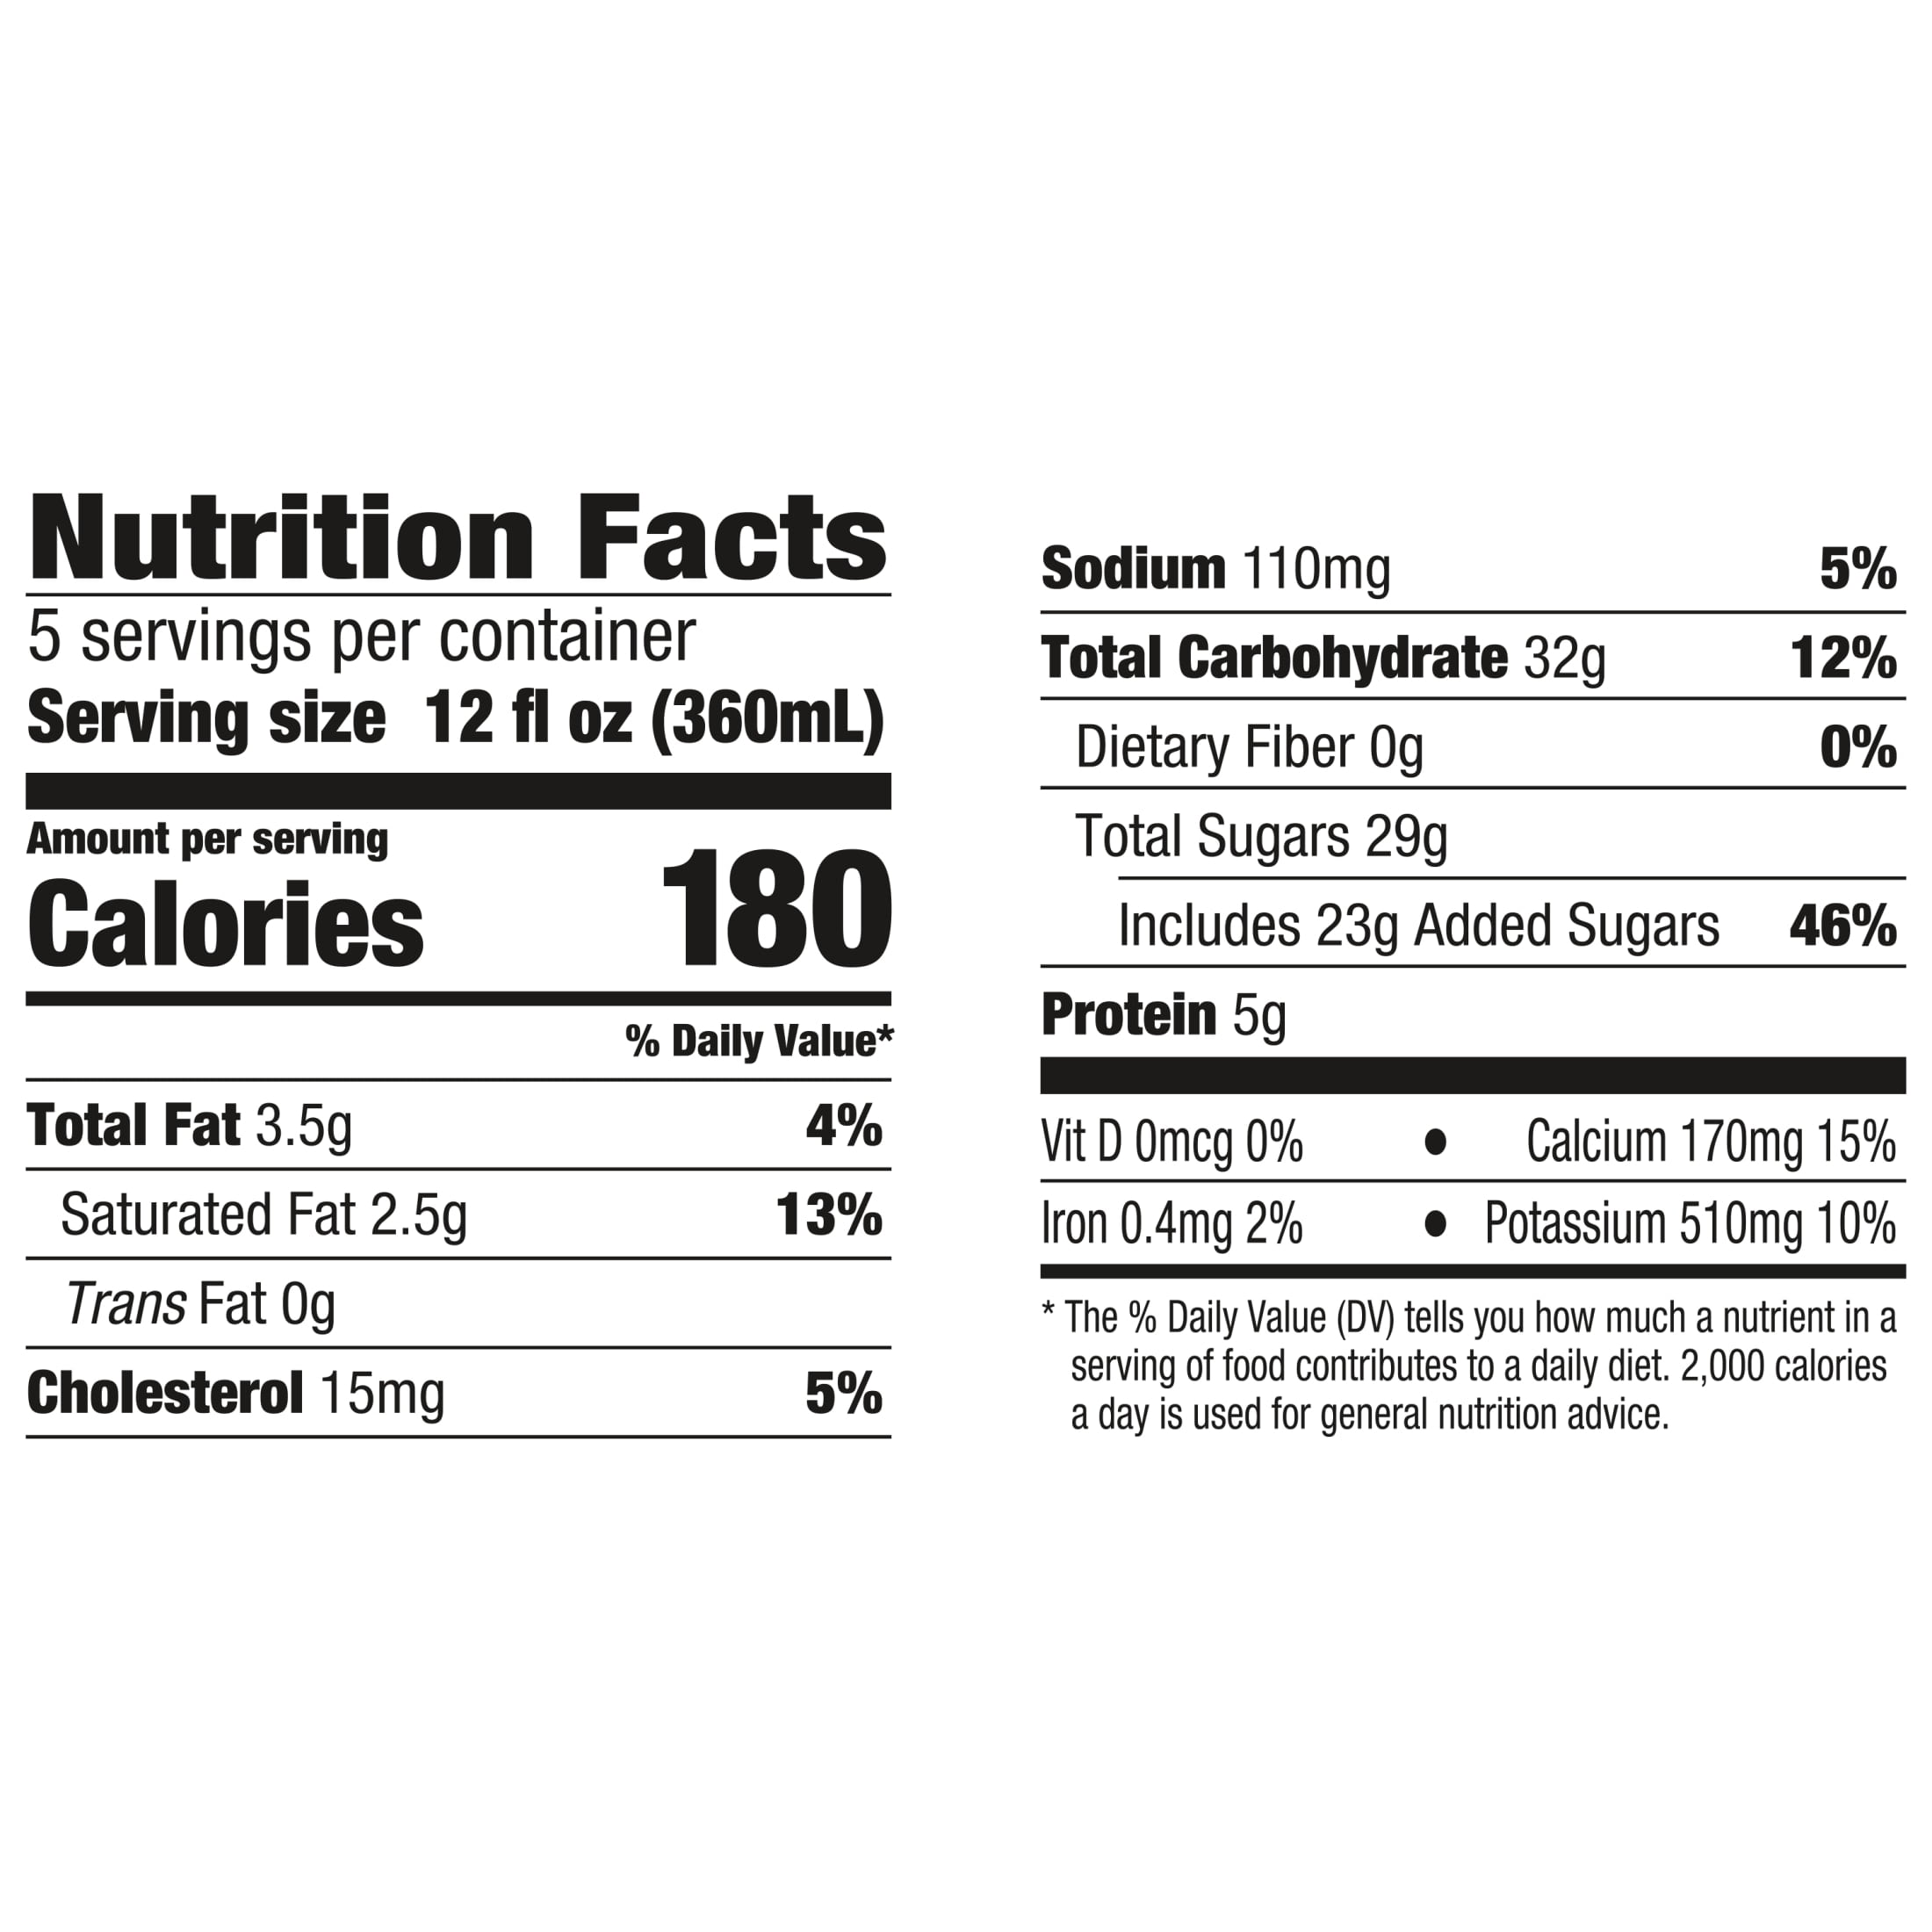 Nutrition Facts
5 servings per container
Serving size 12 fl oz (360mL)
Amount per serving
Calories 180
% Daily Value*
Total Fat 3.5g 4%
Saturated Fat 2.5g 13%
Trans Fat 0g
Cholesterol 15mg 5%
Sodium 110mg 5%
Total Carbohydrate 32g 12%
Dietary Fiber 0g 0%
Total Sugars 29g
Includes 23g Added Sugars 46%
Protein 5g
Vit D 0mcg 0% • Calcium 170mg 15%
Iron 0.4mg 2% • Potassium 510mg 10%
* The % Daily Value (DV) tells you how much a nutrient in a
serving of food contributes to a daily diet. 2,000 calories
a day is used for general nutrition advice.